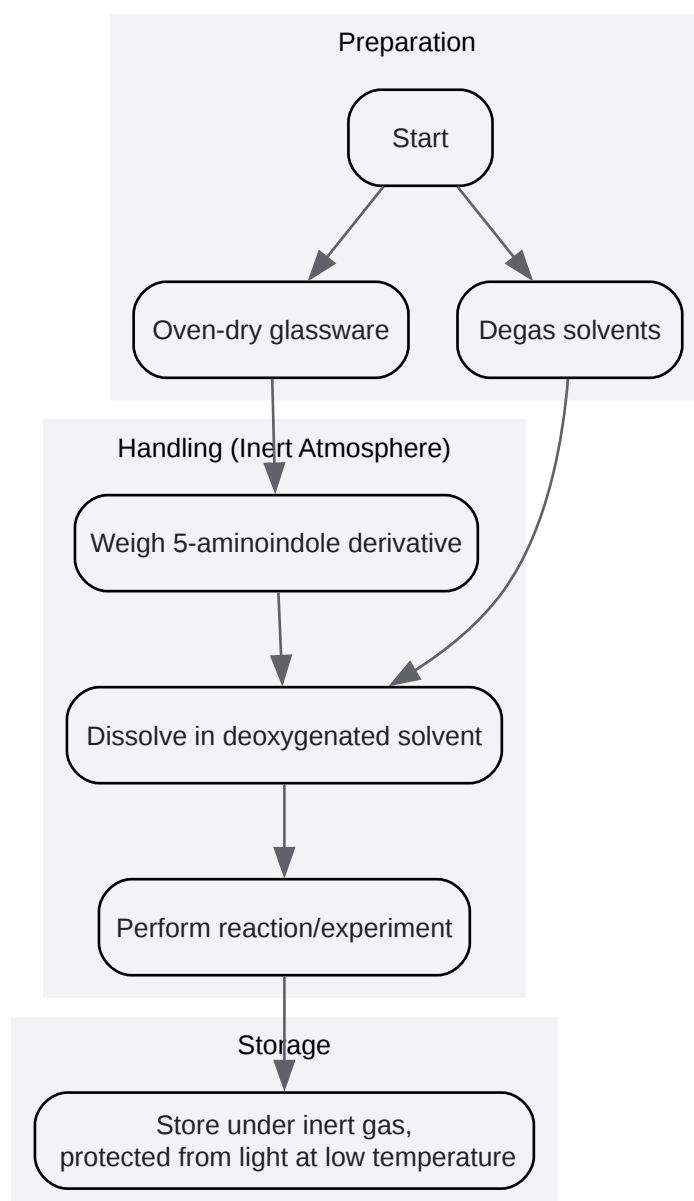 Preparation
Start
Oven-dry glassware
Degas solvents
Handling (Inert Atmosphere)
Weigh 5-aminoindole derivative
Dissolve in deoxygenated solvent
Perform reaction/experiment
Storage
Store under inert gas,
protected from light at low temperature